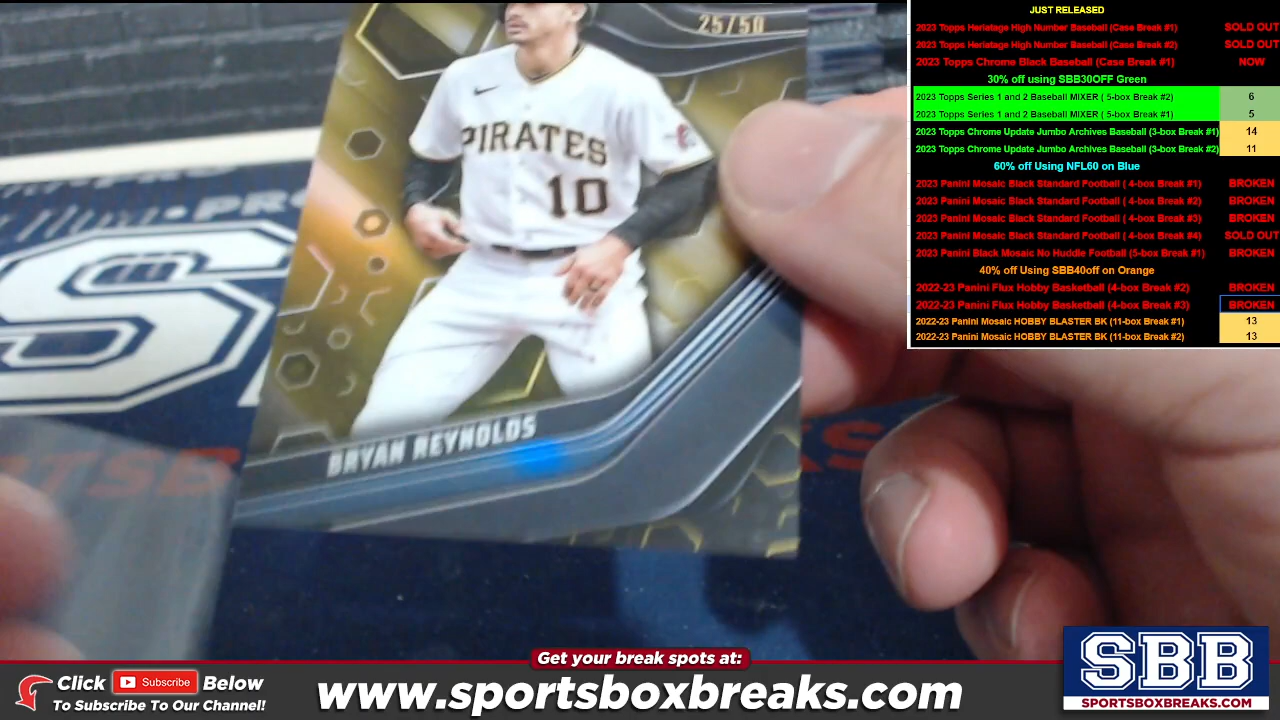 25/50
PIRATES
10
BRYAN REYNOLDS
JUST RELEASED
2023 Topps Heriatage High Number Baseball (Case Break #1) SOLD OUT
2023 Topps Heriatage High Number Baseball (Case Break #2) SOLD OUT
2023 Topps Chrome Black Baseball (Case Break #1) NOW
30% off using SBB30OFF Green
2023 Topps Series 1 and 2 Baseball MIXER ( 5-box Break #2) 6
2023 Topps Series 1 and 2 Baseball MIXER ( 5-box Break #1) 5
2023 Topps Chrome Update Jumbo Archives Baseball (3-box Break #1) 14
2023 Topps Chrome Update Jumbo Archives Baseball (3-box Break #2) 11
60% off Using NFL60 on Blue
2023 Panini Mosaic Black Standard Football ( 4-box Break #1) BROKEN
2023 Panini Mosaic Black Standard Football ( 4-box Break #2) BROKEN
2023 Panini Mosaic Black Standard Football ( 4-box Break #3) BROKEN
2023 Panini Mosaic Black Standard Football ( 4-box Break #4) SOLD OUT
2023 Panini Black Mosaic No Huddle Football (5-box Break #1) BROKEN
40% off Using SBB40off on Orange
2022-23 Panini Flux Hobby Basketball (4-box Break #2) BROKEN
2022-23 Panini Flux Hobby Basketball (4-box Break #3) BROKEN
2022-23 Panini Mosaic HOBBY BLASTER BK (11-box Break #1) 13
2022-23 Panini Mosaic HOBBY BLASTER BK (11-box Break #2) 13
Get your break spots at:
Click Subscribe Below
To Subscribe To Our Channel!
www.sportsboxbreaks.com
SBB
SPORTSBOXBREAKS.COM